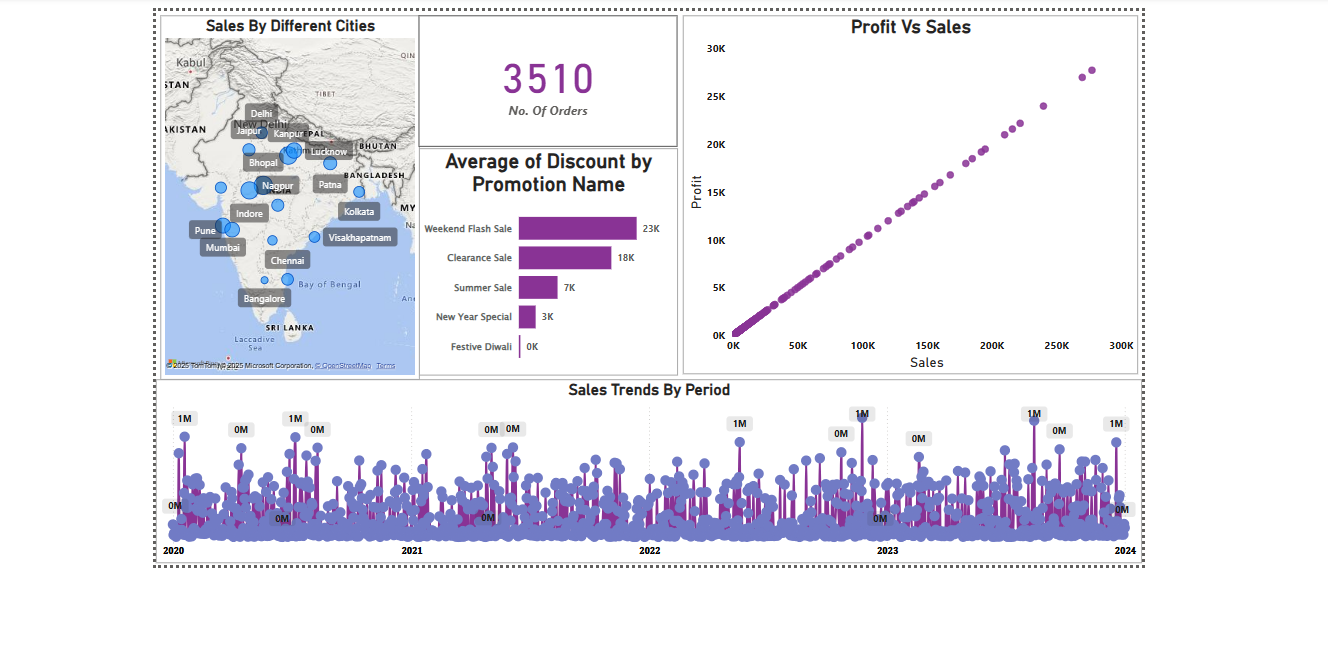 Sales By Different Cities
Kabul
QIN
STAN
TIBET
Delhi
New Delhi
AKISTAN
Jaipur
Kanpur
EPAL
Lucknow
BHUTAN
Bhopal
BANGLADESH
Nagpur
Patna
MY
Indore
Kolkata
Na
Pune
Mumbai
Visakhapatnam
Chennai
Bay of Bengal
Bangalore
An
SRI LANKA
Laccadive
Sea
© 2025 TomTom, © 2025 Microsoft Corporation, © OpenStreetMap Terms
3510
No. Of Orders
Average of Discount by
Promotion Name
Weekend Flash Sale 23K
Clearance Sale 18K
Summer Sale 7K
New Year Special 3K
Festive Diwali 0K
Profit Vs Sales
30K
25K
20K
15K
10K
5K
0K
Profit
0K 50K 100K 150K 200K 250K 300K
Sales
Sales Trends By Period
1M 0M 1M 0M 0M 0M 1M 0M 1M 0M 1M 0M 1M
0M 0M 0M 0M 0M
2020 2021 2022 2023 2024